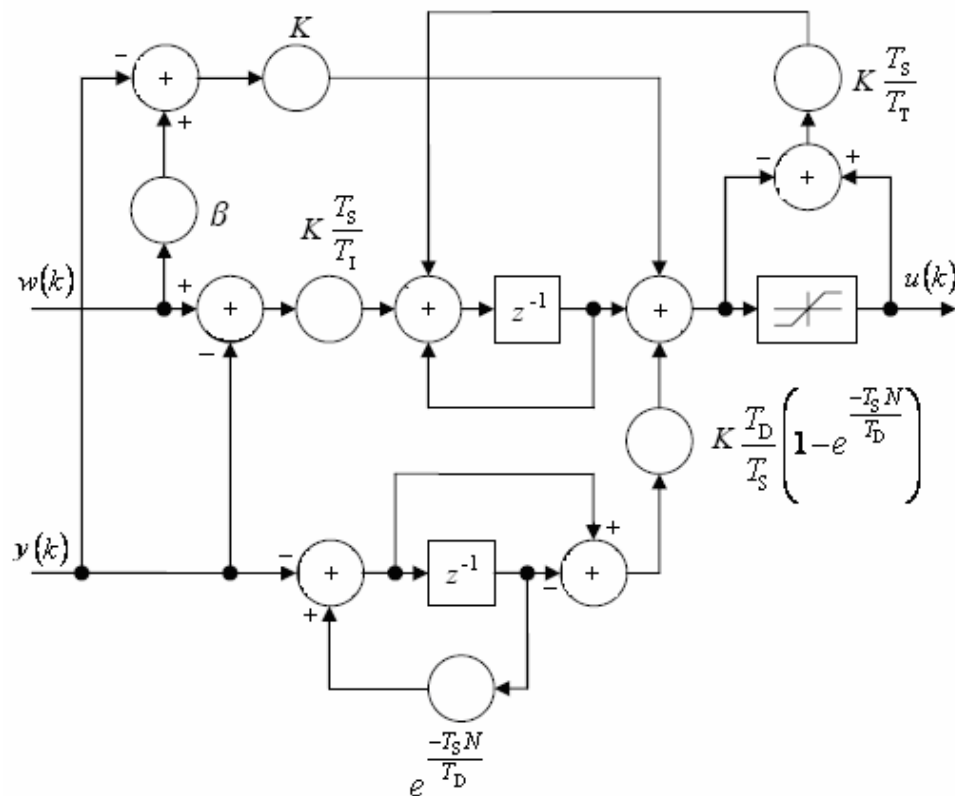 K
−
+
+
K T_S/T_T
−
+
+
β
K T_S/T_I
w(k)
+
+
−
+
z⁻¹
+
u(k)
K T_D/T_S (1−e^(−T_S N/T_D))
y(k)
−
+
+
z⁻¹
+
−
+
e^(−T_S N/T_D)